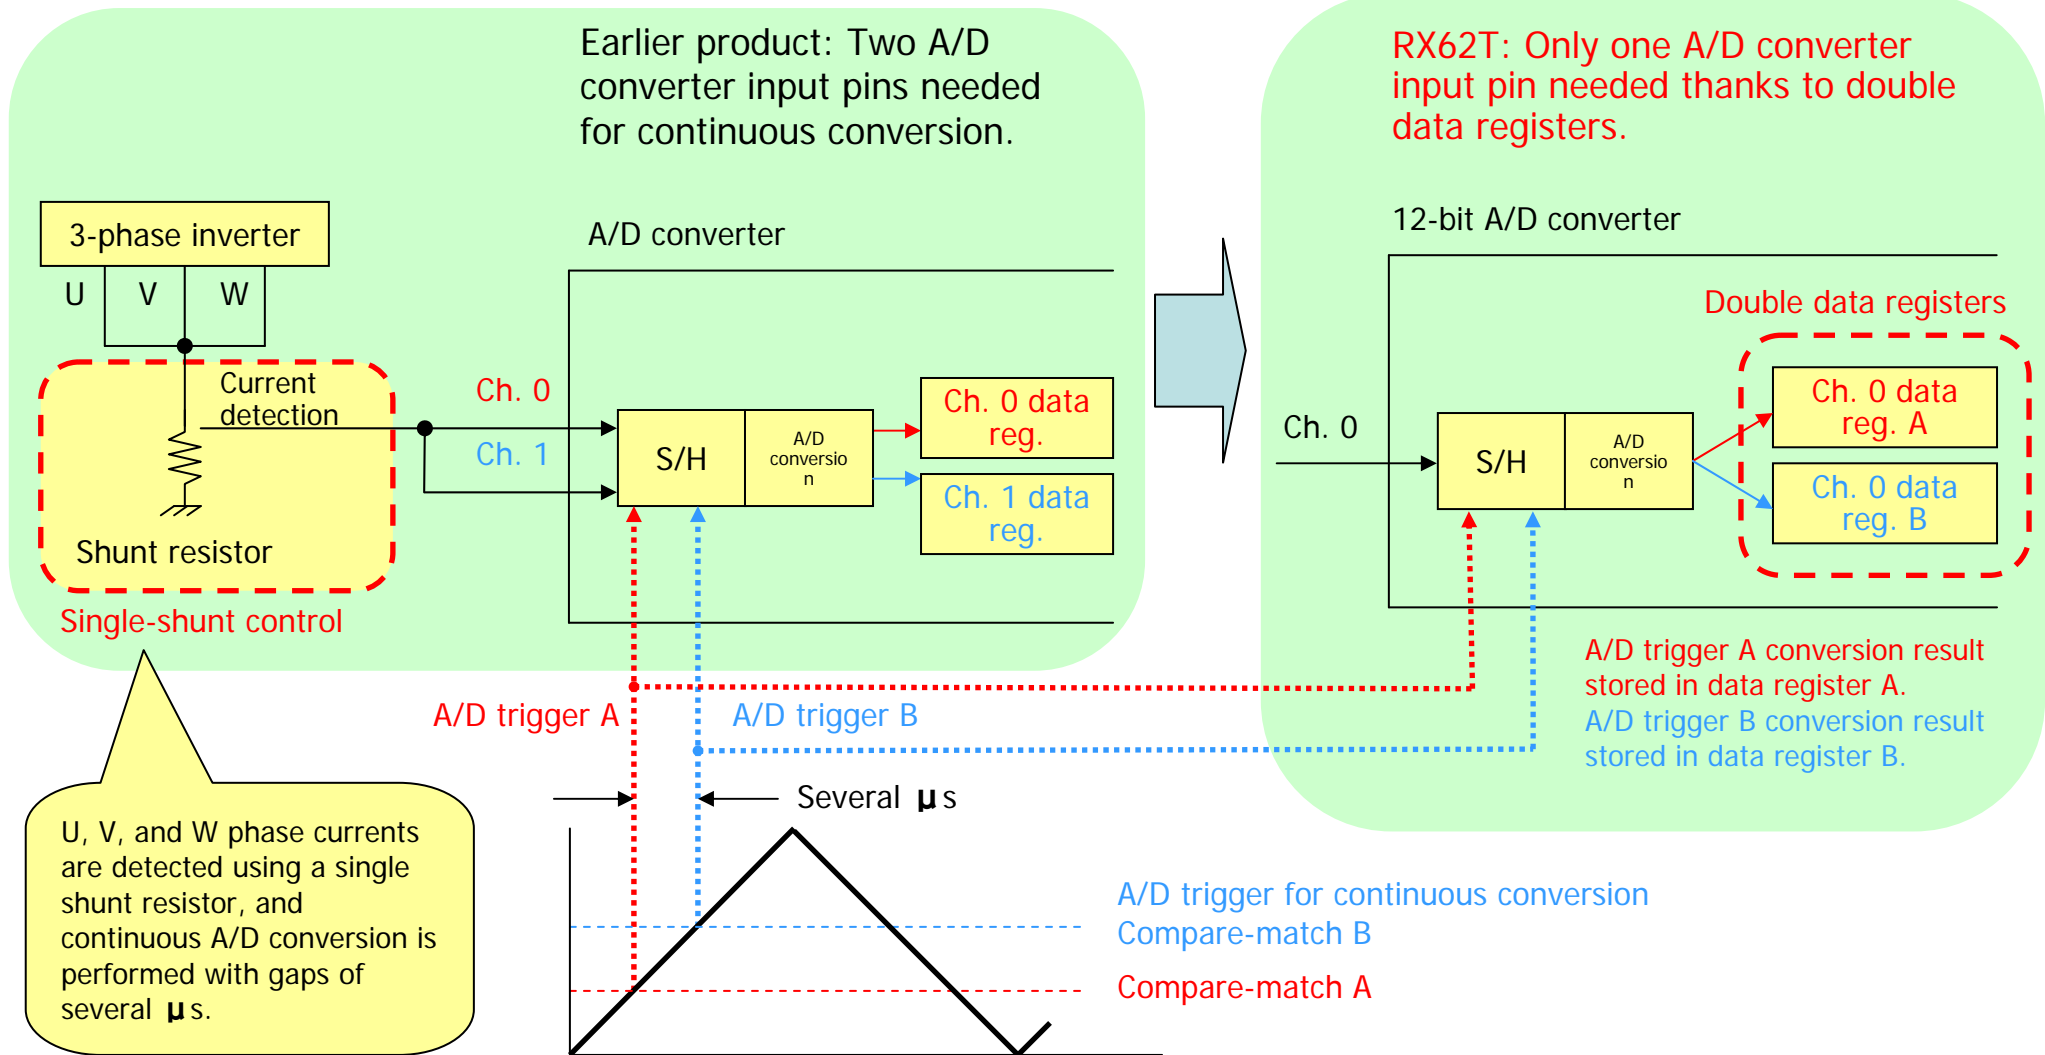 Earlier product: Two A/D
converter input pins needed
for continuous conversion.
RX62T: Only one A/D converter
input pin needed thanks to double
data registers.
3-phase inverter
U
V
W
A/D converter
12-bit A/D converter
Double data registers
Current
detection
Ch. 0
Ch. 1
S/H
A/D
conversio
n
Ch. 0 data
reg.
Ch. 1 data
reg.
Shunt resistor
Single-shunt control
Ch. 0
S/H
A/D
conversio
n
Ch. 0 data
reg. A
Ch. 0 data
reg. B
A/D trigger A conversion result
stored in data register A.
A/D trigger B conversion result
stored in data register B.
A/D trigger A
A/D trigger B
Several µs
U, V, and W phase currents
are detected using a single
shunt resistor, and
continuous A/D conversion is
performed with gaps of
several µs.
A/D trigger for continuous conversion
Compare-match B
Compare-match A